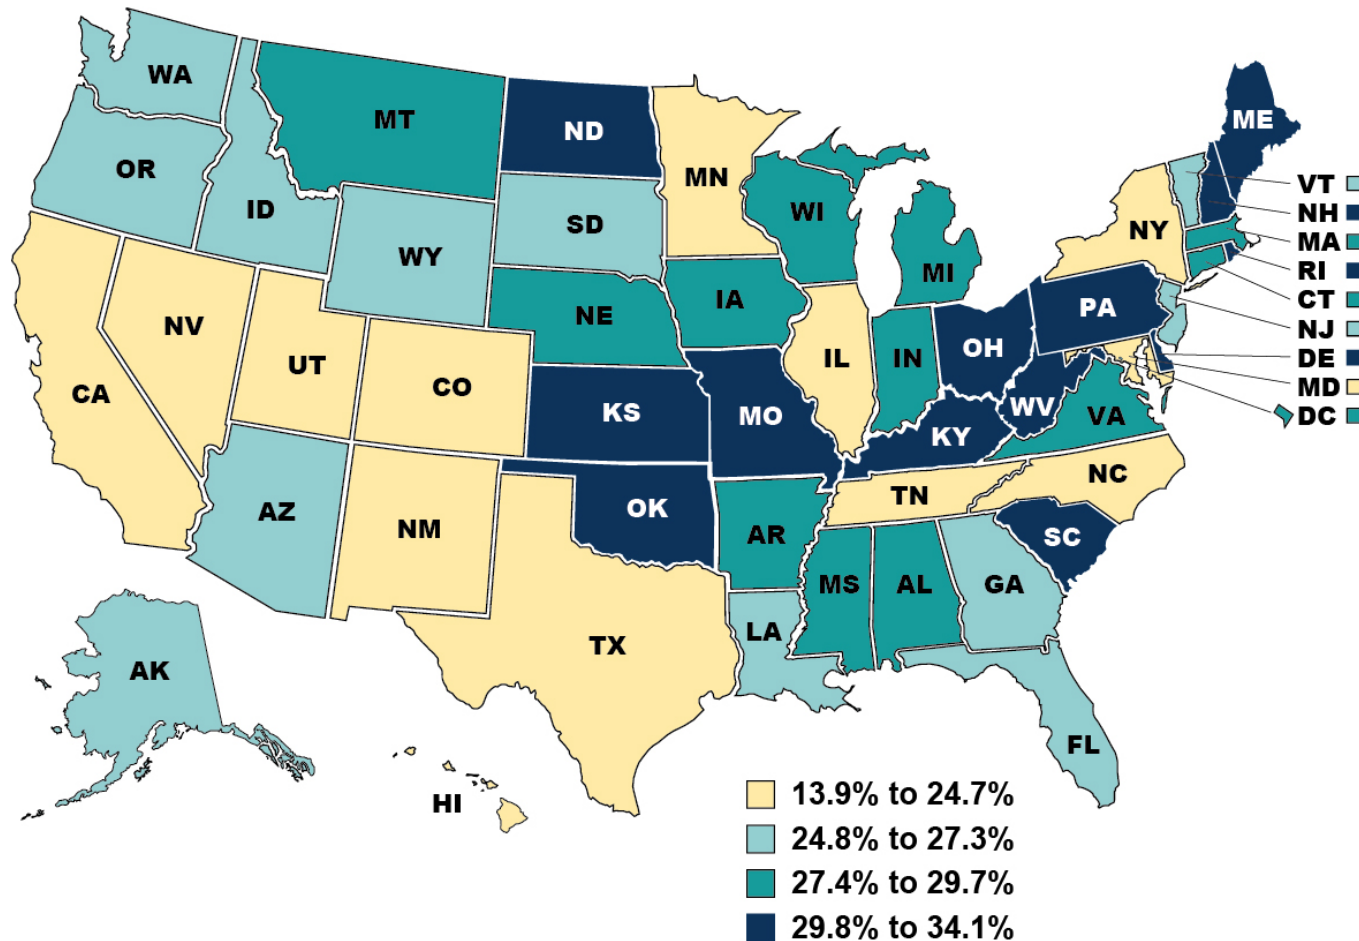 WA
MT
ND
MN
ME
OR
ID
SD
WI
VT
NH
WY
MI
NY
MA
RI
NE
IA
CT
NV
PA
NJ
UT
CO
IL
IN
OH
DE
CA
KS
MO
WV
MD
KY
VA
DC
AZ
NM
OK
AR
TN
NC
SC
MS
AL
GA
TX
LA
AK
FL
HI
13.9% to 24.7%
24.8% to 27.3%
27.4% to 29.7%
29.8% to 34.1%